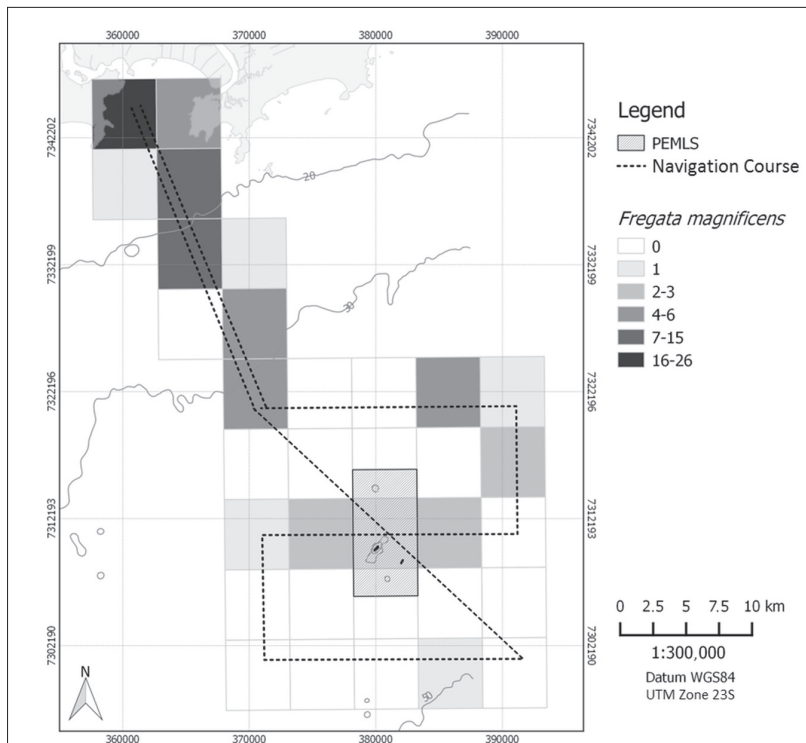 360000 370000 380000 390000
7342202 7342202
20
7332199 7332199
30
7322196 7322196
7312193 7312193
7302190 7302190
50
N
360000 370000 380000 390000
Legend
PEMLS
Navigation Course
Fregata magnificens
0
1
2-3
4-6
7-15
16-26
0 2.5 5 7.5 10 km
1:300,000
Datum WGS84
UTM Zone 23S